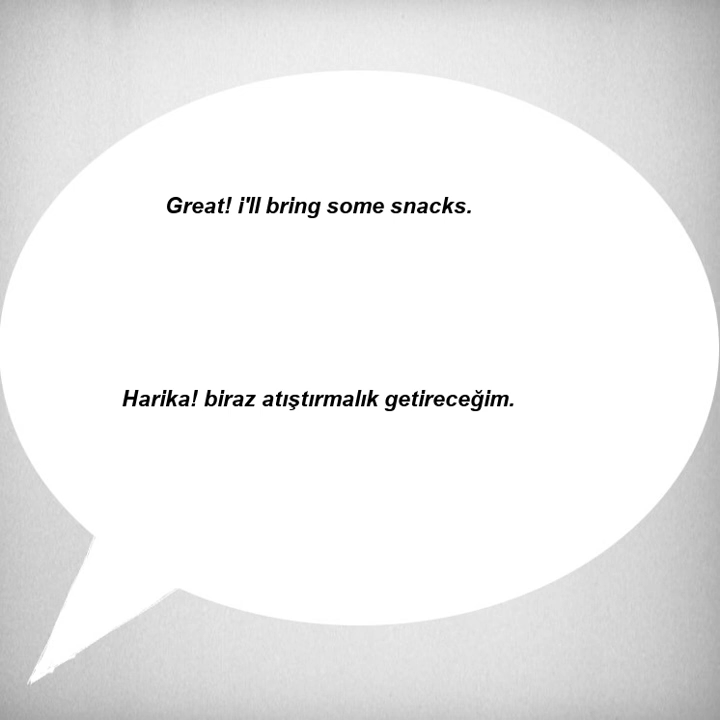 Great! i'll bring some snacks.
Harika! biraz atıştırmalık getireceğim.